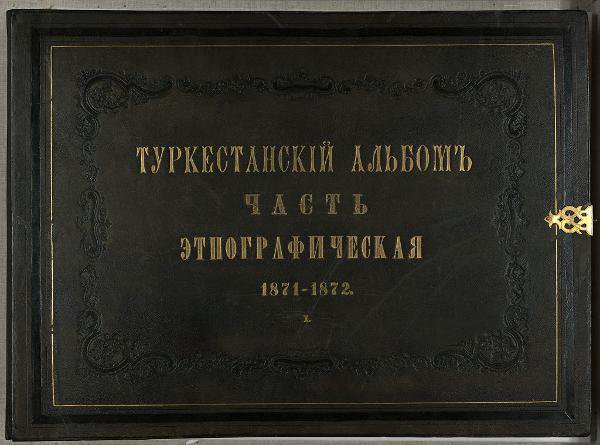 ТУРКЕСТАНСКІЙ АЛЬБОМЪ
ЧАСТЬ
ЭТНОГРАФИЧЕСКАЯ
1871-1872.
I.